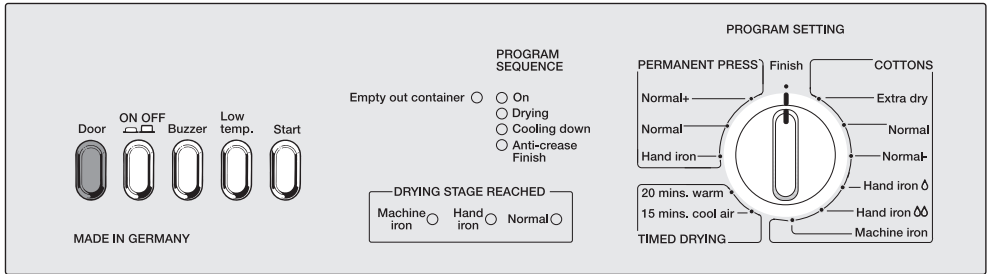 PROGRAM SETTING
PROGRAM
SEQUENCE
Empty out container
On
Drying
Cooling down
Anti-crease
Finish
Door
ON OFF
Buzzer
Low
temp.
Start
DRYING STAGE REACHED
Machine
iron
Hand
iron
Normal
MADE IN GERMANY
PERMANENT PRESS
Finish
COTTONS
Normal+
Normal
Hand iron
Extra dry
Normal
Normal-
Hand iron
Hand iron
Machine iron
20 mins. warm
15 mins. cool air
TIMED DRYING